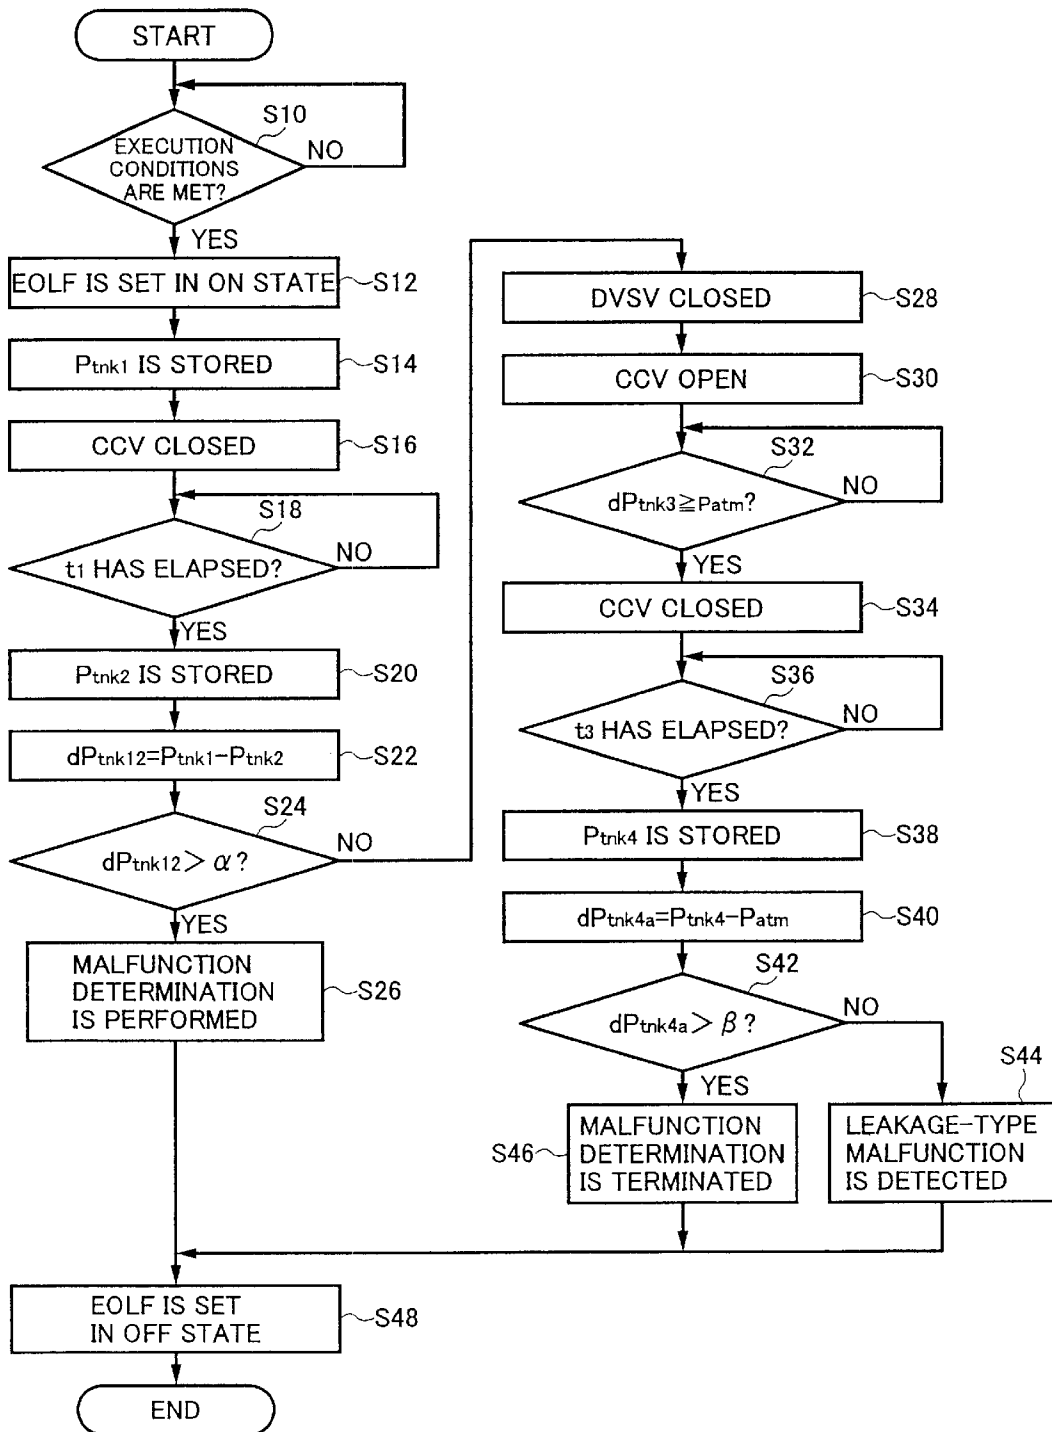 START
S10
EXECUTION
CONDITIONS
ARE MET?
NO
YES
EOLF IS SET IN ON STATE
S12
Ptnk1 IS STORED
S14
CCV CLOSED
S16
S18
t1 HAS ELAPSED?
NO
YES
Ptnk2 IS STORED
S20
dPtnk12=Ptnk1-Ptnk2
S22
S24
dPtnk12>α?
NO
YES
MALFUNCTION
DETERMINATION
IS PERFORMED
S26
DVSV CLOSED
S28
CCV OPEN
S30
S32
dPtnk3≧Patm?
NO
YES
CCV CLOSED
S34
S36
t3 HAS ELAPSED?
NO
YES
Ptnk4 IS STORED
S38
dPtnk4a=Ptnk4-Patm
S40
S42
dPtnk4a>β?
NO
YES
S44
S46
MALFUNCTION
DETERMINATION
IS TERMINATED
LEAKAGE-TYPE
MALFUNCTION
IS DETECTED
EOLF IS SET
IN OFF STATE
S48
END